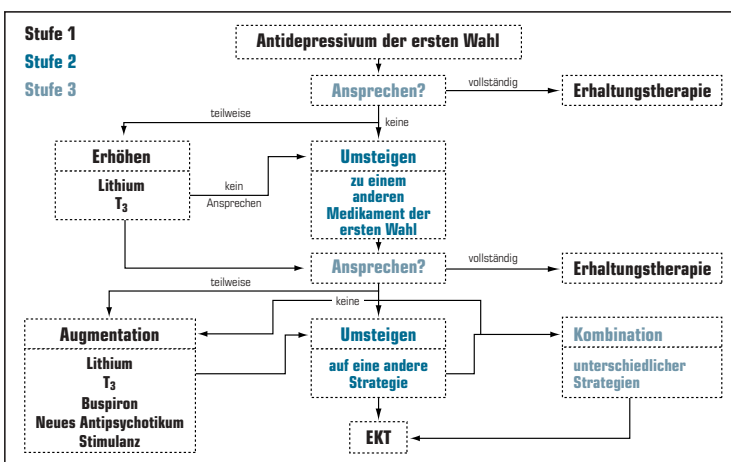 Stufe 1
Stufe 2
Stufe 3
Antidepressivum der ersten Wahl
Ansprechen?
vollständig
Erhaltungstherapie
teilweise
keine
Erhöhen
Lithium
T₃
kein
Ansprechen
Umsteigen
zu einem
anderen
Medikament der
ersten Wahl
Ansprechen?
vollständig
Erhaltungstherapie
teilweise
keine
Augmentation
Lithium
T₃
Buspiron
Neues Antipsychotikum
Stimulanz
Umsteigen
auf eine andere
Strategie
Kombination
unterschiedlicher
Strategien
EKT